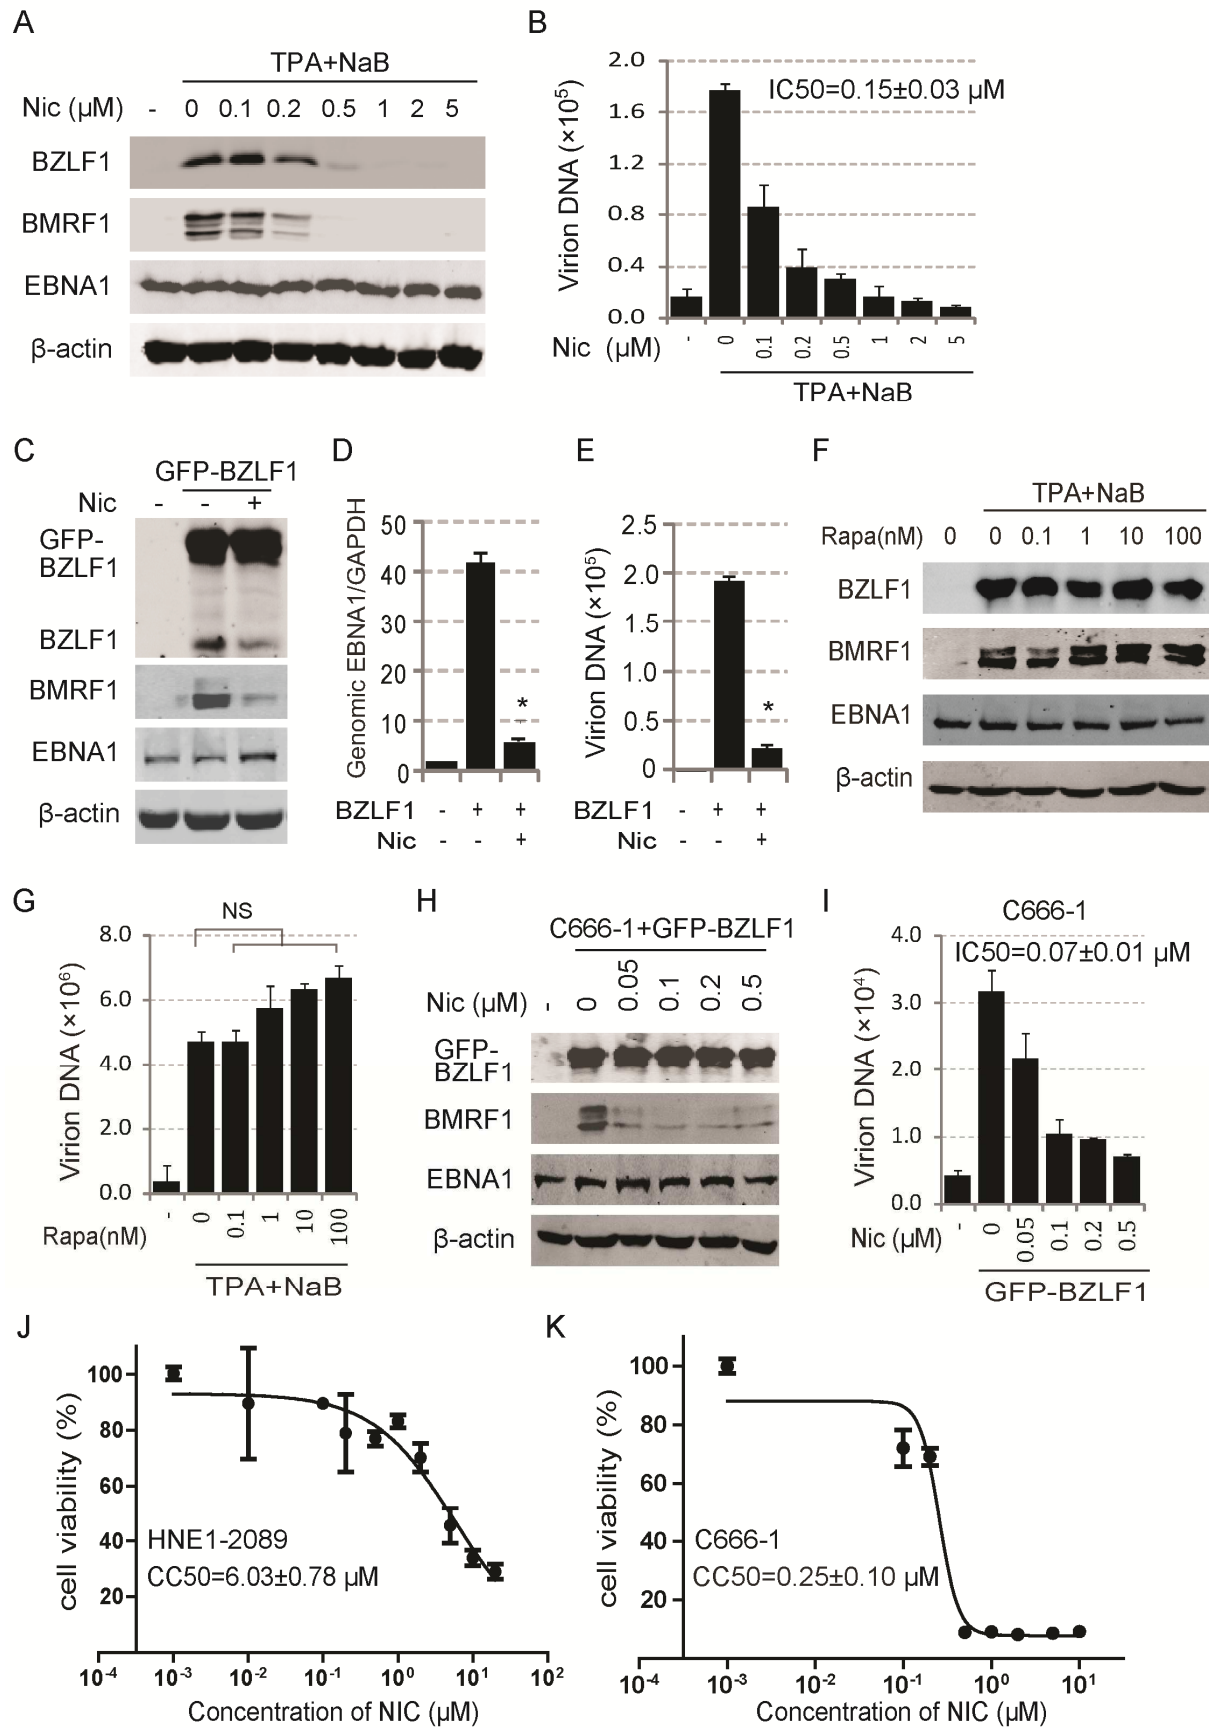 A
TPA+NaB
Nic (µM) - 0 0.1 0.2 0.5 1 2 5
BZLF1
BMRF1
EBNA1
β-actin
B
IC50=0.15±0.03 µM
Virion DNA (×10⁵)
2.0
1.6
1.2
0.8
0.4
0.0
Nic (µM) - 0 0.1 0.2 0.5 1 2 5
TPA+NaB
C
GFP-BZLF1
Nic - - +
GFP-
BZLF1
BZLF1
BMRF1
EBNA1
β-actin
D
Genomic EBNA1/GAPDH
50
40
30
20
10
0
*
BZLF1 - + +
Nic - - +
E
Virion DNA (×10⁵)
2.5
2.0
1.5
1.0
0.5
0
*
BZLF1 - + +
Nic - - +
F
TPA+NaB
Rapa(nM) 0 0 0.1 1 10 100
BZLF1
BMRF1
EBNA1
β-actin
G
NS
Virion DNA (×10⁶)
8.0
6.0
4.0
2.0
0.0
Rapa(nM) - 0 0.1 1 10 100
TPA+NaB
H
C666-1+GFP-BZLF1
Nic (µM) - 0 0.05 0.1 0.2 0.5
GFP-
BZLF1
BMRF1
EBNA1
β-actin
I
C666-1
IC50=0.07±0.01 µM
Virion DNA (×10⁴)
4.0
3.0
2.0
1.0
0.0
Nic (µM) - 0 0.05 0.1 0.2 0.5
GFP-BZLF1
J
cell viability (%)
100
80
60
40
20
HNE1-2089
CC50=6.03±0.78 µM
10⁻⁴ 10⁻³ 10⁻² 10⁻¹ 10⁰ 10¹ 10²
Concentration of NIC (µM)
K
cell viability (%)
100
80
60
40
20
C666-1
CC50=0.25±0.10 µM
10⁻⁴ 10⁻³ 10⁻² 10⁻¹ 10⁰ 10¹
Concentration of NIC (µM)